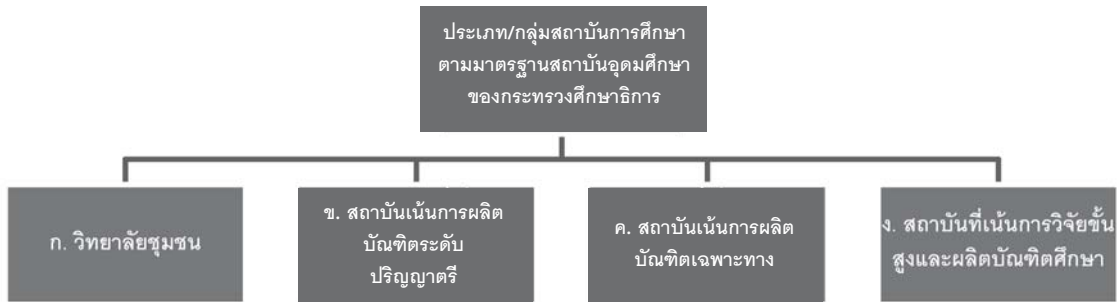 ประเภท/กลุ่มสถาบันการศึกษา
ตามมาตรฐานสถาบันอุดมศึกษา
ของกระทรวงศึกษาธิการ
ก. วิทยาลัยชุมชน
ข. สถาบันเน้นการผลิต
บัณฑิตระดับ
ปริญญาตรี
ค. สถาบันเน้นการผลิต
บัณฑิตเฉพาะทาง
ง. สถาบันที่เน้นการวิจัยขั้น
สูงและผลิตบัณฑิตศึกษา